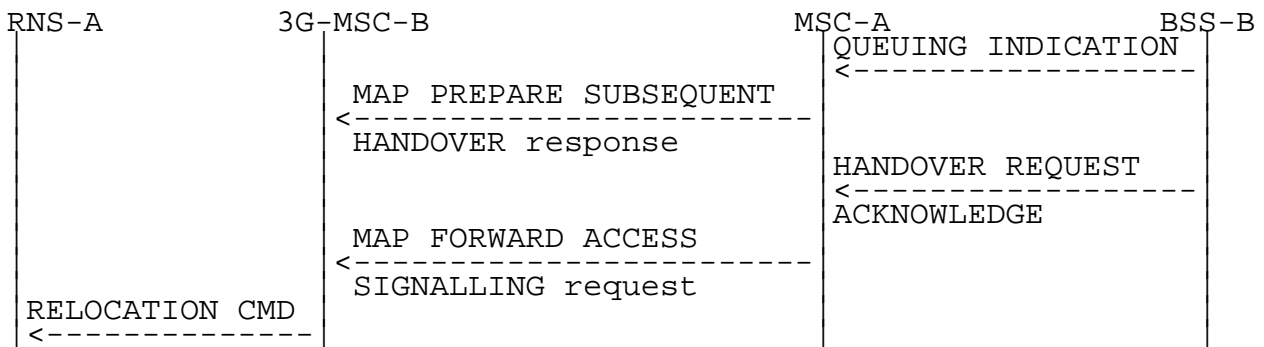 RNS-A 3G-MSC-B MSC-A BSS-B
QUEUING INDICATION
MAP PREPARE SUBSEQUENT
HANDOVER response
HANDOVER REQUEST
ACKNOWLEDGE
MAP FORWARD ACCESS
SIGNALLING request
RELOCATION CMD